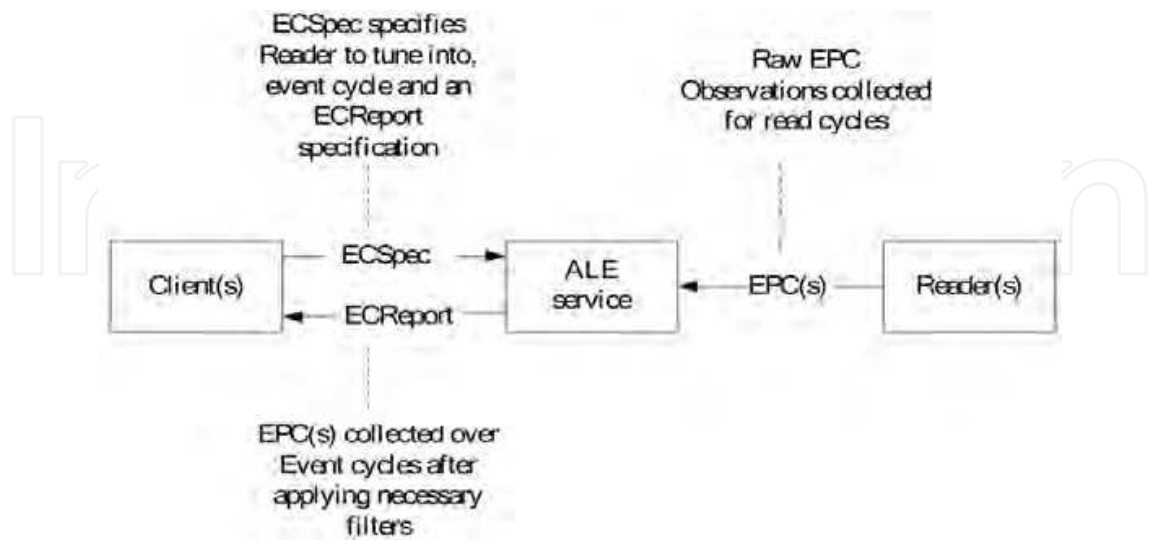 ECSpec specifies
Reader to tune into,
event cycle and an
ECReport
specification
Raw EPC
Observations collected
for read cycles
Client(s)
ECSpec
ECReport
ALE
service
EPC(s)
Reader(s)
EPC(s) collected over
Event cycles after
applying necessary
filters